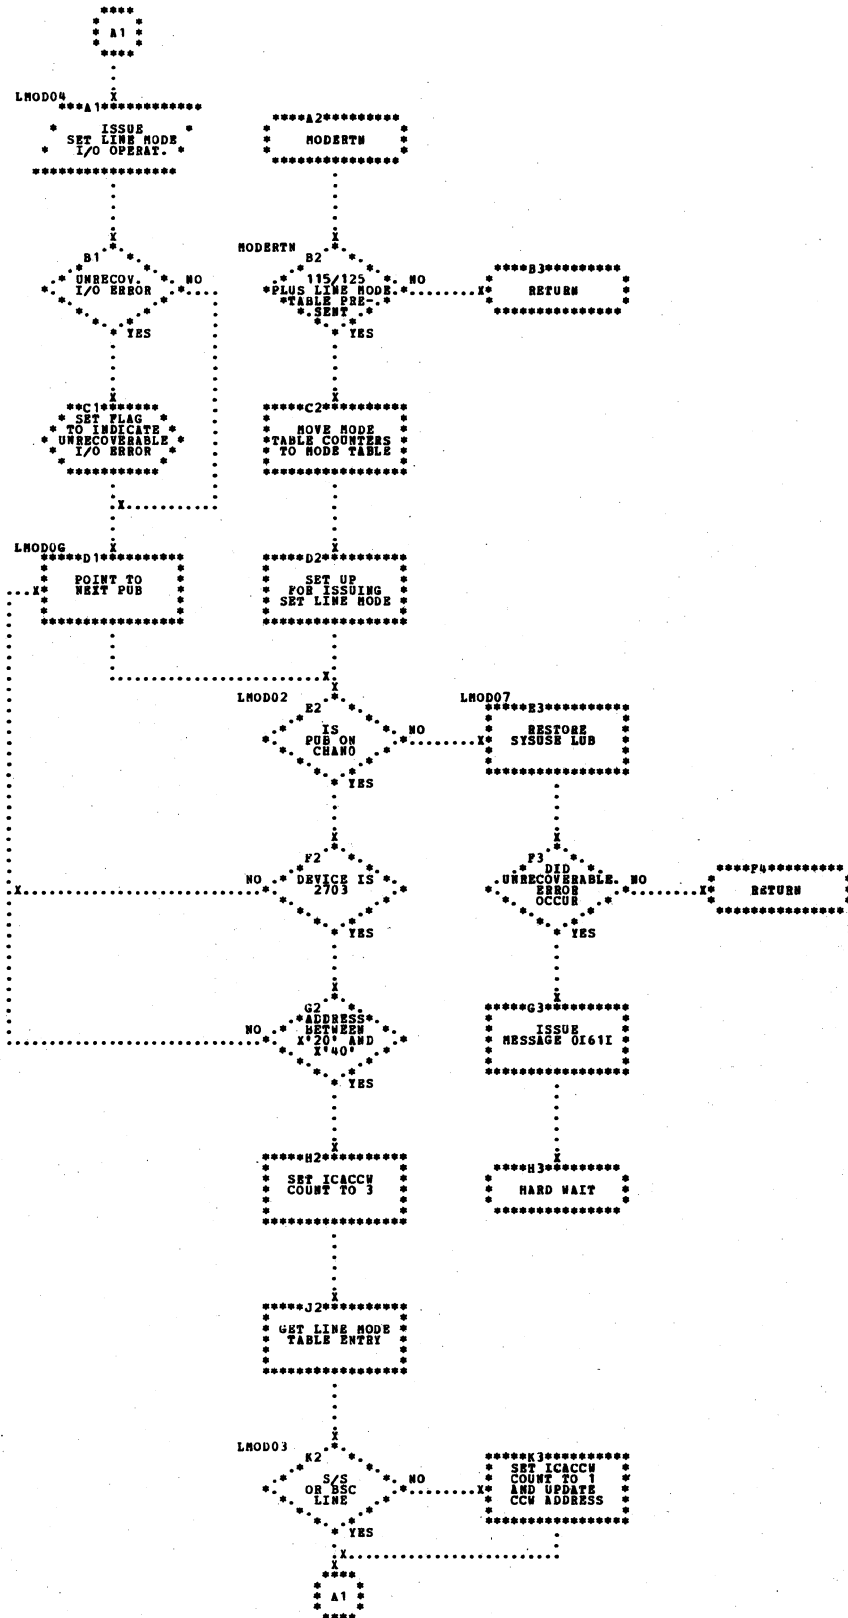 A1
LMOD04
A1
ISSUE
SET LINE MODE
I/O OPERAT.
A2
MODERTN
B1
UNRECOV.
I/O ERROR
NO
YES
MODERTN
B2
115/125
PLUS LINE MODE
TABLE PRE-
SENT
NO
YES
B3
RETURN
C1
SET FLAG
TO INDICATE
UNRECOVERABLE
I/O ERROR
C2
MOVE MODE
TABLE COUNTERS
TO MODE TABLE
LMOD0G
D1
POINT TO
NEXT PUB
D2
SET UP
FOR ISSUING
SET LINE MODE
LMOD02
E2
IS
PUB ON
CHAN0
NO
YES
LMOD07
E3
RESTORE
SYSUSE LUB
F2
DEVICE IS
2703
NO
YES
F3
DID
UNRECOVERABLE
ERROR
OCCUR
NO
YES
F4
RETURN
G2
ADDRESS
BETWEEN
X'20' AND
X'40'
NO
YES
G3
ISSUE
MESSAGE 0I61I
H2
SET ICACCW
COUNT TO 3
H3
HARD WAIT
J2
GET LINE MODE
TABLE ENTRY
LMOD03
K2
S/S
OR BSC
LINE
NO
YES
K3
SET ICACCW
COUNT TO 1
AND UPDATE
CCW ADDRESS
A1